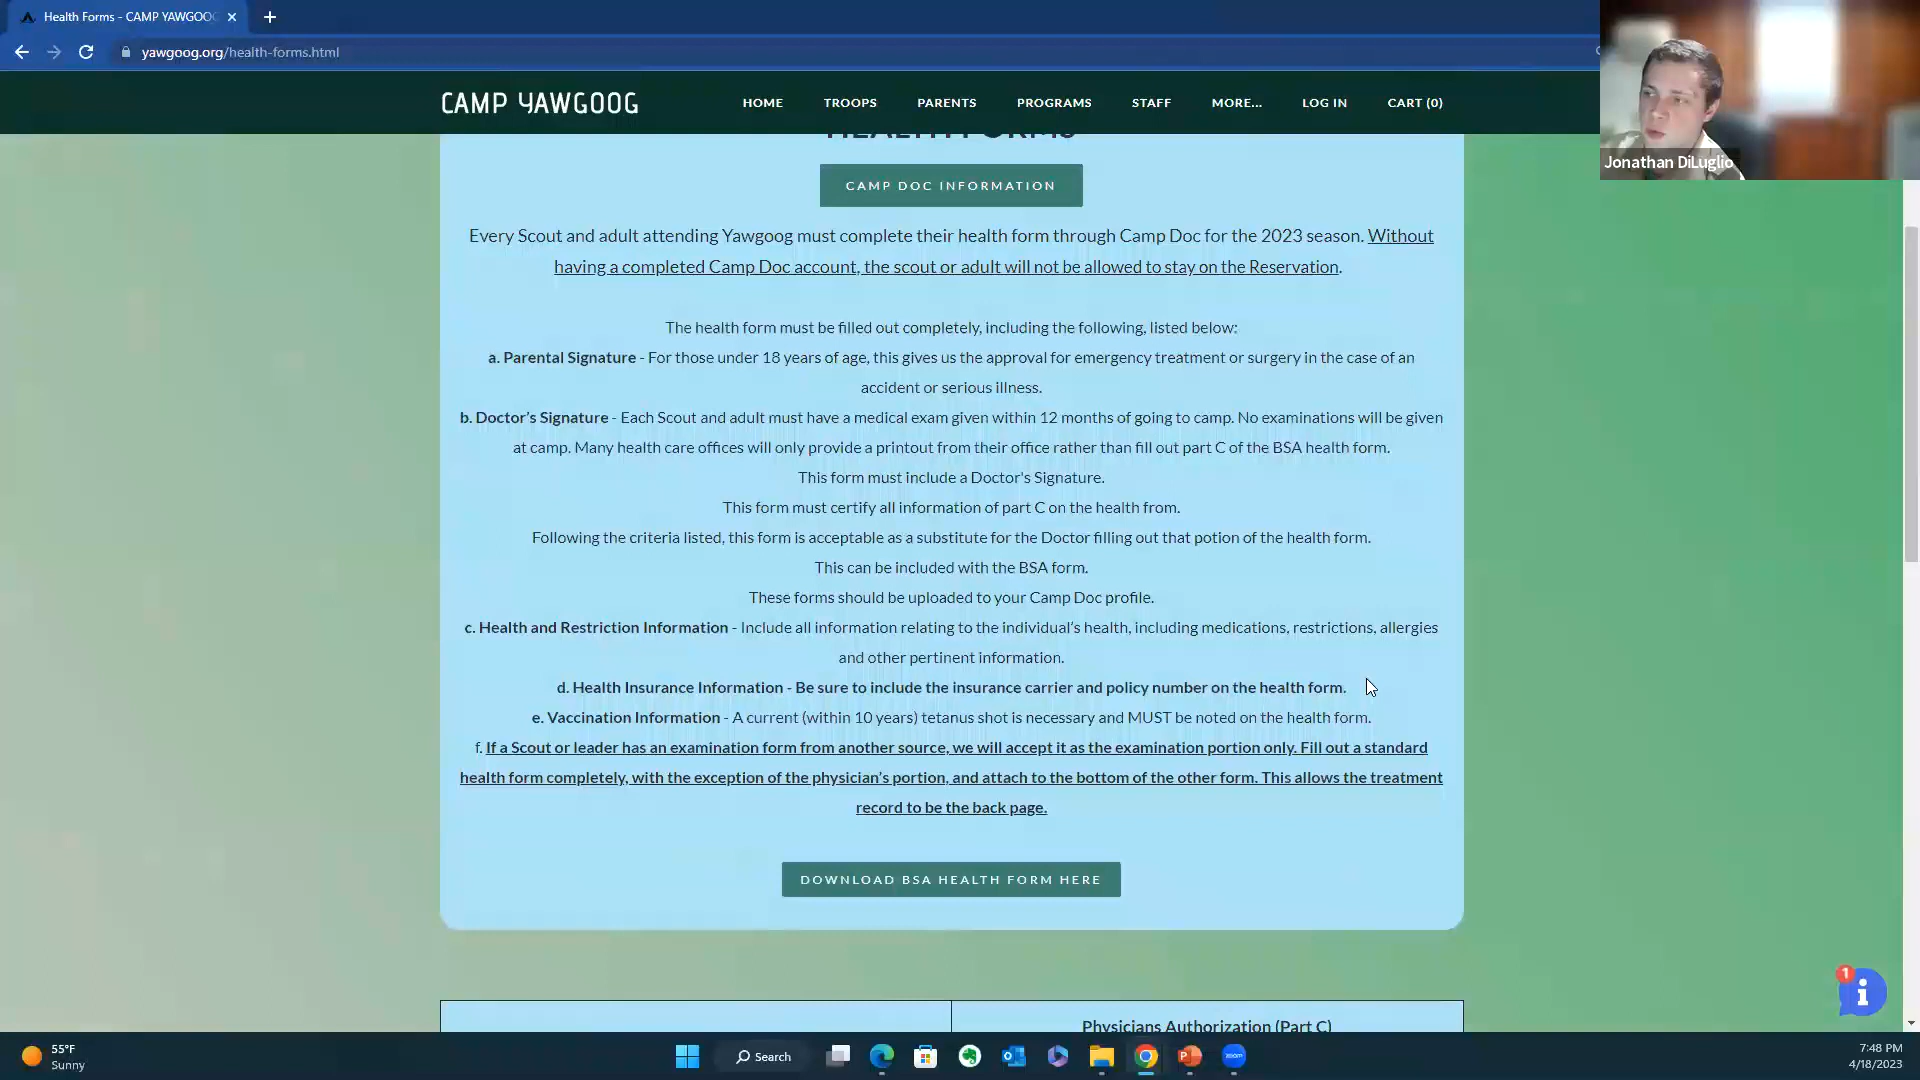 Health Forms - CAMP YAWGOO
yawgoog.org/health-forms.html
CAMP YAWGOOG
HOME
TROOPS
PARENTS
PROGRAMS
STAFF
MORE...
LOG IN
CART (0)
Jonathan DiLuglio
HEALTH FORMS
CAMP DOC INFORMATION
Every Scout and adult attending Yawgoog must complete their health form through Camp Doc for the 2023 season. Without
having a completed Camp Doc account, the scout or adult will not be allowed to stay on the Reservation.
The health form must be filled out completely, including the following, listed below:
a. Parental Signature - For those under 18 years of age, this gives us the approval for emergency treatment or surgery in the case of an
accident or serious illness.
b. Doctor's Signature - Each Scout and adult must have a medical exam given within 12 months of going to camp. No examinations will be given
at camp. Many health care offices will only provide a printout from their office rather than fill out part C of the BSA health form.
This form must include a Doctor's Signature.
This form must certify all information of part C on the health from.
Following the criteria listed, this form is acceptable as a substitute for the Doctor filling out that potion of the health form.
This can be included with the BSA form.
These forms should be uploaded to your Camp Doc profile.
c. Health and Restriction Information - Include all information relating to the individual's health, including medications, restrictions, allergies
and other pertinent information.
d. Health Insurance Information - Be sure to include the insurance carrier and policy number on the health form.
e. Vaccination Information - A current (within 10 years) tetanus shot is necessary and MUST be noted on the health form.
f. If a Scout or leader has an examination form from another source, we will accept it as the examination portion only. Fill out a standard
health form completely, with the exception of the physician's portion, and attach to the bottom of the other form. This allows the treatment
record to be the back page.
DOWNLOAD BSA HEALTH FORM HERE
1
Physicians Authorization (Part C)
55°F
Sunny
Search
zoom
7:48 PM
4/18/2023